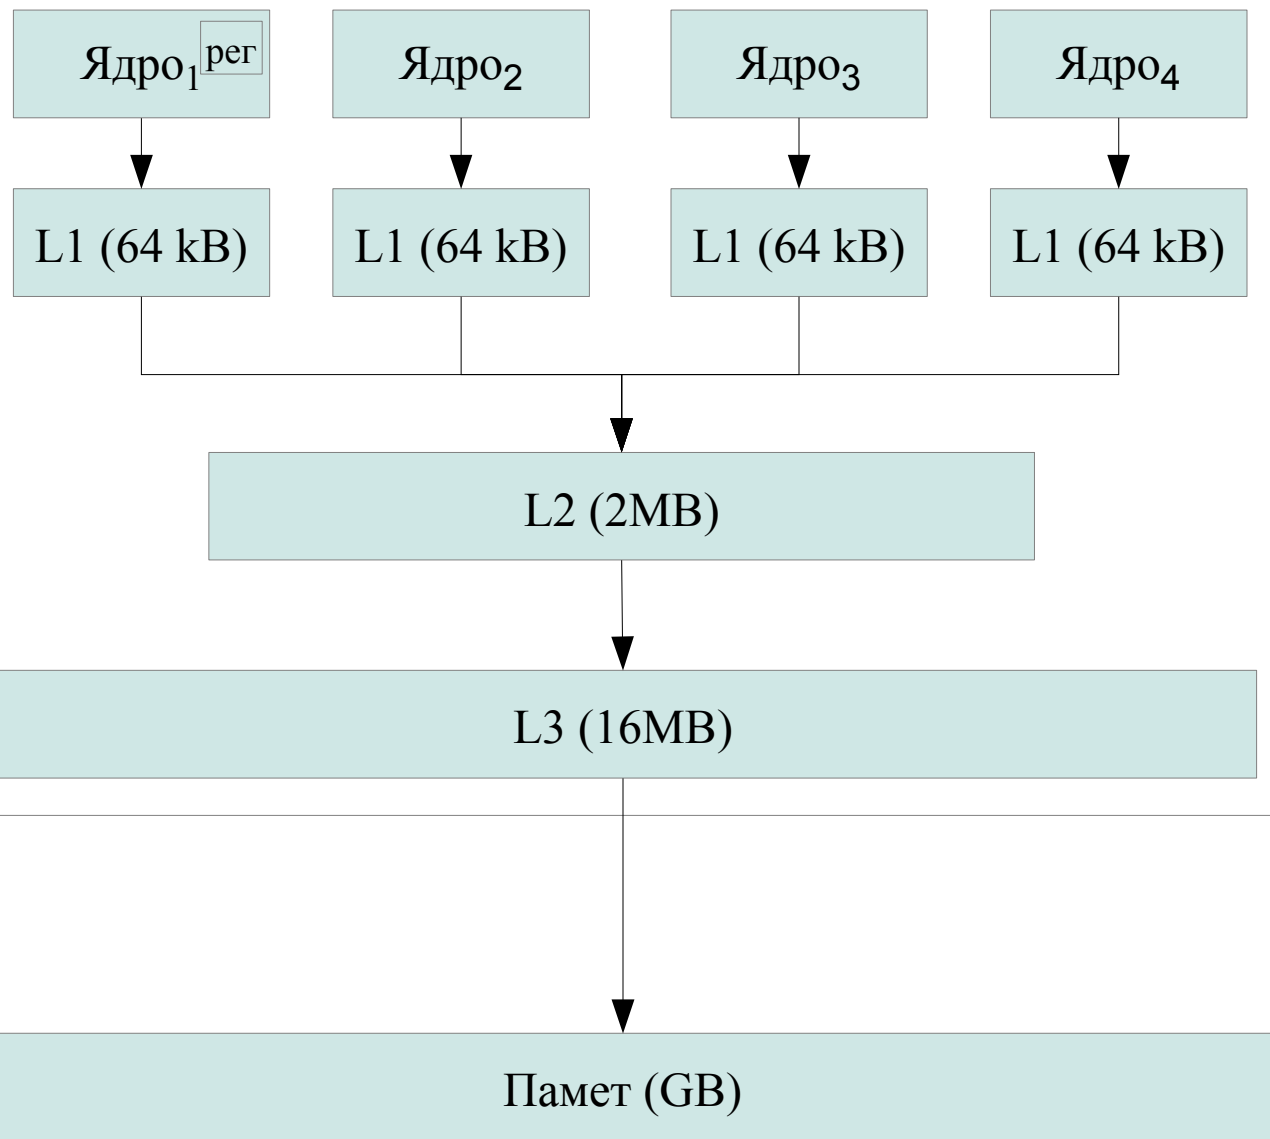 Ядро₁ рег
Ядро₂
Ядро₃
Ядро₄
L1 (64 kB)
L1 (64 kB)
L1 (64 kB)
L1 (64 kB)
L2 (2MB)
L3 (16MB)
Памет (GB)